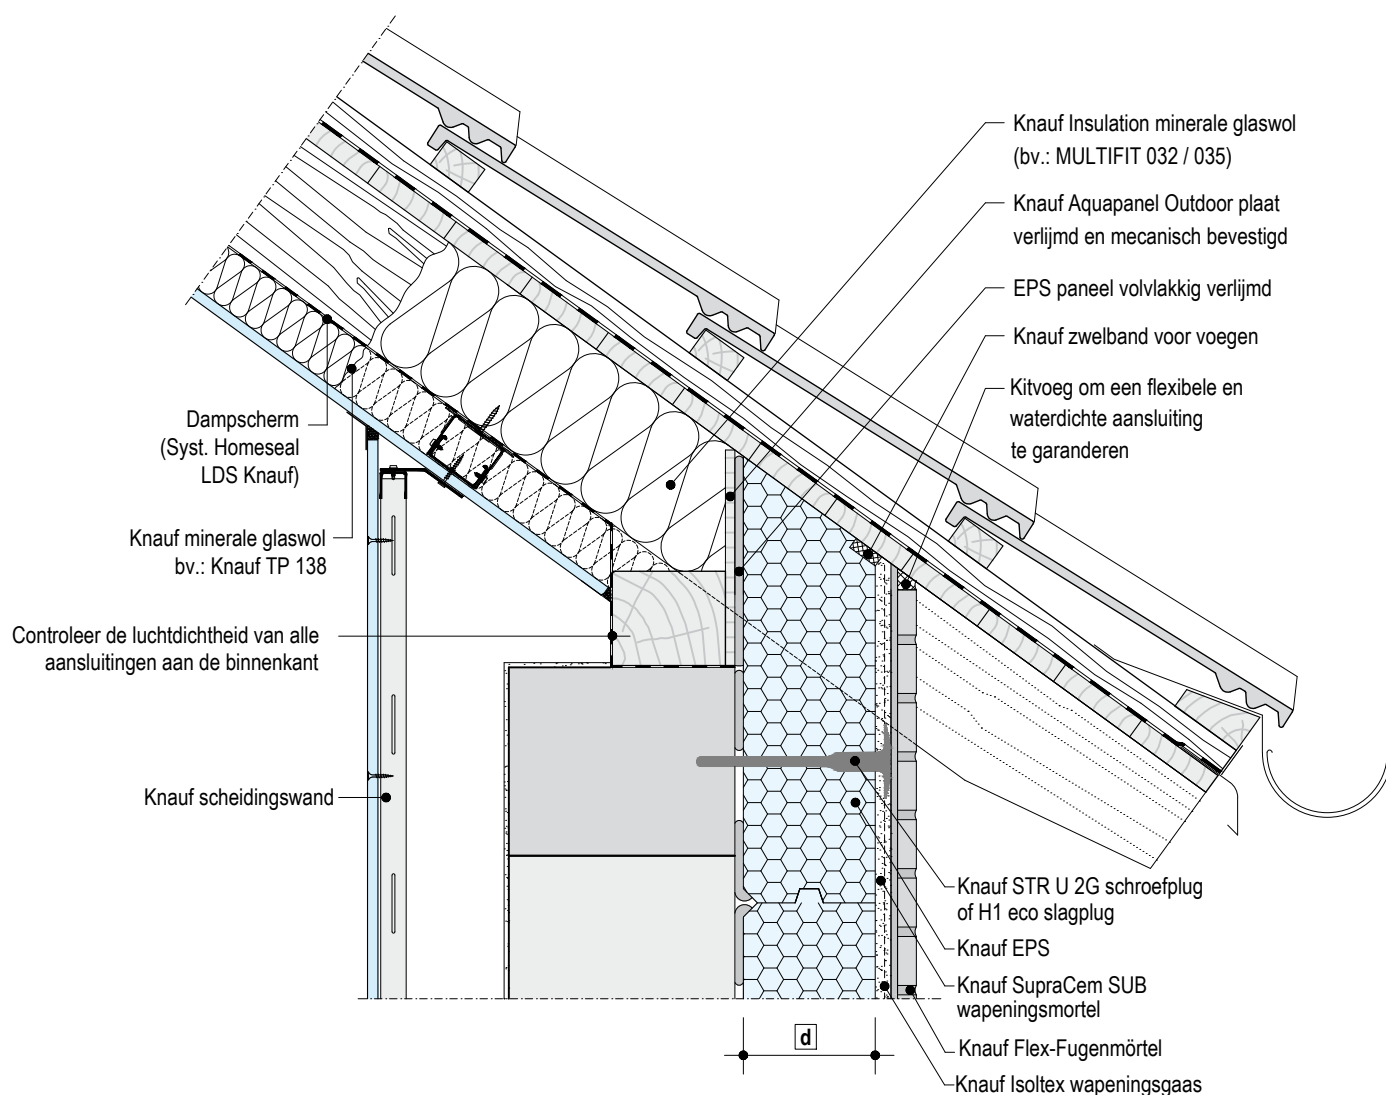 Knauf Insulation minerale glaswol
(bv.: MULTIFIT 032 / 035)
Knauf Aquapanel Outdoor plaat
verlijmd en mecanisch bevestigd
EPS paneel volvlakkig verlijmd
Knauf zwelband voor voegen
Kitvoeg om een flexibele en
waterdichte aansluiting
te garanderen
Dampscherm
(Syst. Homeseal
LDS Knauf)
Knauf minerale glaswol
bv.: Knauf TP 138
Controleer de luchtdichtheid van alle
aansluitingen aan de binnenkant
Knauf scheidingswand
Knauf STR U 2G schroefplug
of H1 eco slagplug
Knauf EPS
Knauf SupraCem SUB
wapeningsmortel
Knauf Flex-Fugenmörtel
Knauf Isoltex wapeningsgaas
d